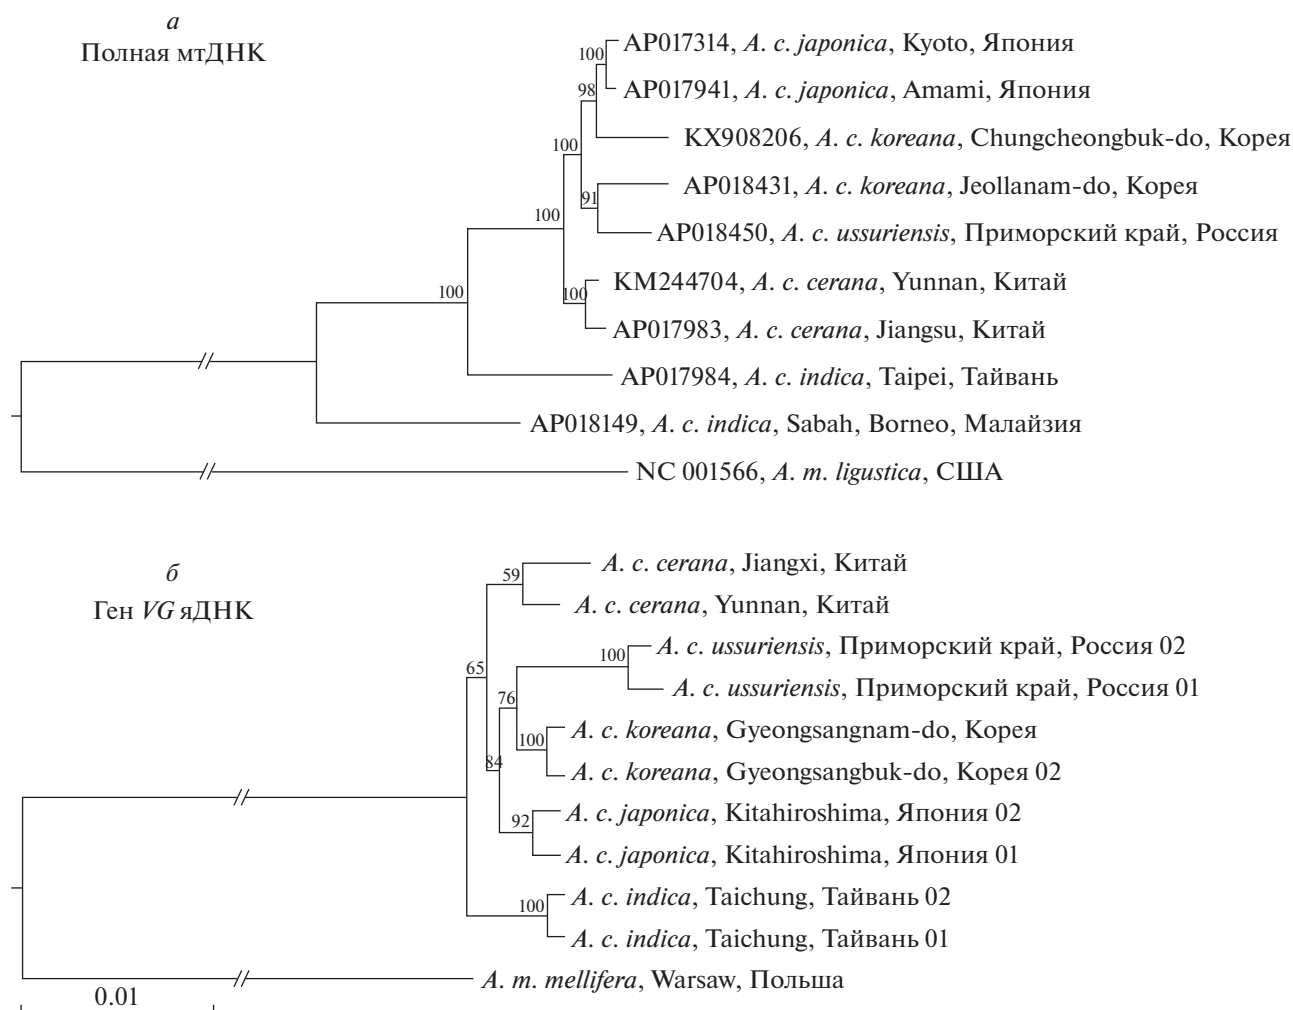 а
Полная мтДНК
100
AP017314, A. c. japonica, Kyoto, Япония
98
AP017941, A. c. japonica, Amami, Япония
100
KX908206, A. c. koreana, Chungcheongbuk-do, Корея
AP018431, A. c. koreana, Jeollanam-do, Корея
91
100
AP018450, A. c. ussuriensis, Приморский край, Россия
KM244704, A. c. cerana, Yunnan, Китай
100
100
AP017983, A. c. cerana, Jiangsu, Китай
AP017984, A. c. indica, Taipei, Тайвань
AP018149, A. c. indica, Sabah, Borneo, Малайзия
NC 001566, A. m. ligustica, США
б
Ген VG яДНК
A. c. cerana, Jiangxi, Китай
59
A. c. cerana, Yunnan, Китай
A. c. ussuriensis, Приморский край, Россия 02
100
65
A. c. ussuriensis, Приморский край, Россия 01
76
A. c. koreana, Gyeongsangnam-do, Корея
100
84
A. c. koreana, Gyeongsangbuk-do, Корея 02
A. c. japonica, Kitahiroshima, Япония 02
92
A. c. japonica, Kitahiroshima, Япония 01
A. c. indica, Taichung, Тайвань 02
100
A. c. indica, Taichung, Тайвань 01
A. m. mellifera, Warsaw, Польша
0.01